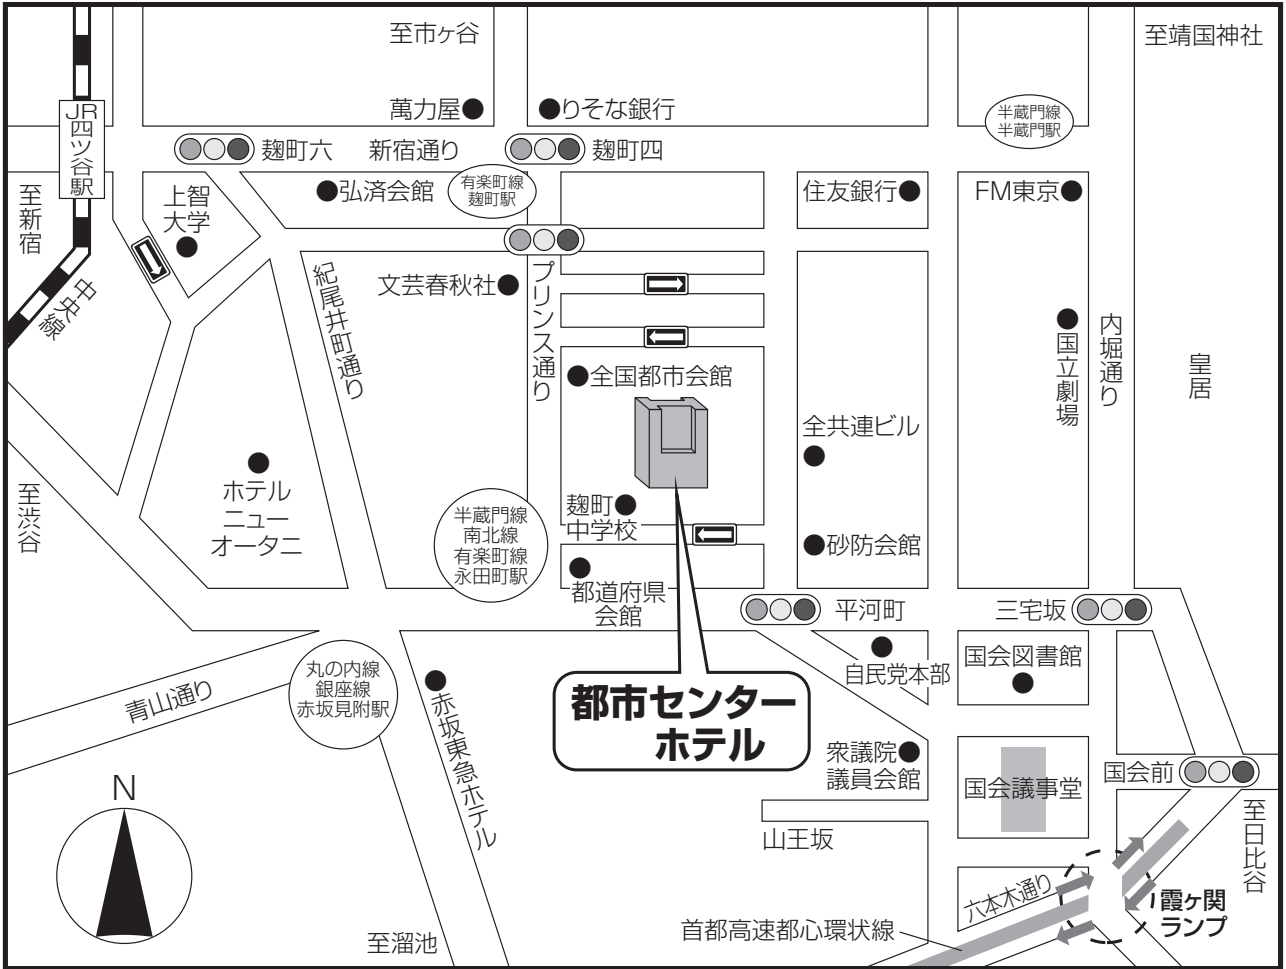 至市ヶ谷
至靖国神社
萬力屋
りそな銀行
半蔵門線
半蔵門駅
JR四ツ谷駅
麹町六
新宿通り
麹町四
至新宿
上智
大学
弘済会館
有楽町線
麹町駅
住友銀行
FM東京
中央線
紀尾井町通り
文芸春秋社
プリンス通り
全国都市会館
国立劇場
内堀通り
皇居
全共連ビル
至渋谷
ホテル
ニュー
オータニ
半蔵門線
南北線
有楽町線
永田町駅
麹町
中学校
砂防会館
都道府県
会館
平河町
三宅坂
丸の内線
銀座線
赤坂見附駅
青山通り
赤坂東急ホテル
自民党本部
国会図書館
都市センター
ホテル
衆議院
議員会館
国会議事堂
国会前
N
山王坂
至日比谷
六本木通り
霞ヶ関
ランプ
至溜池
首都高速都心環状線